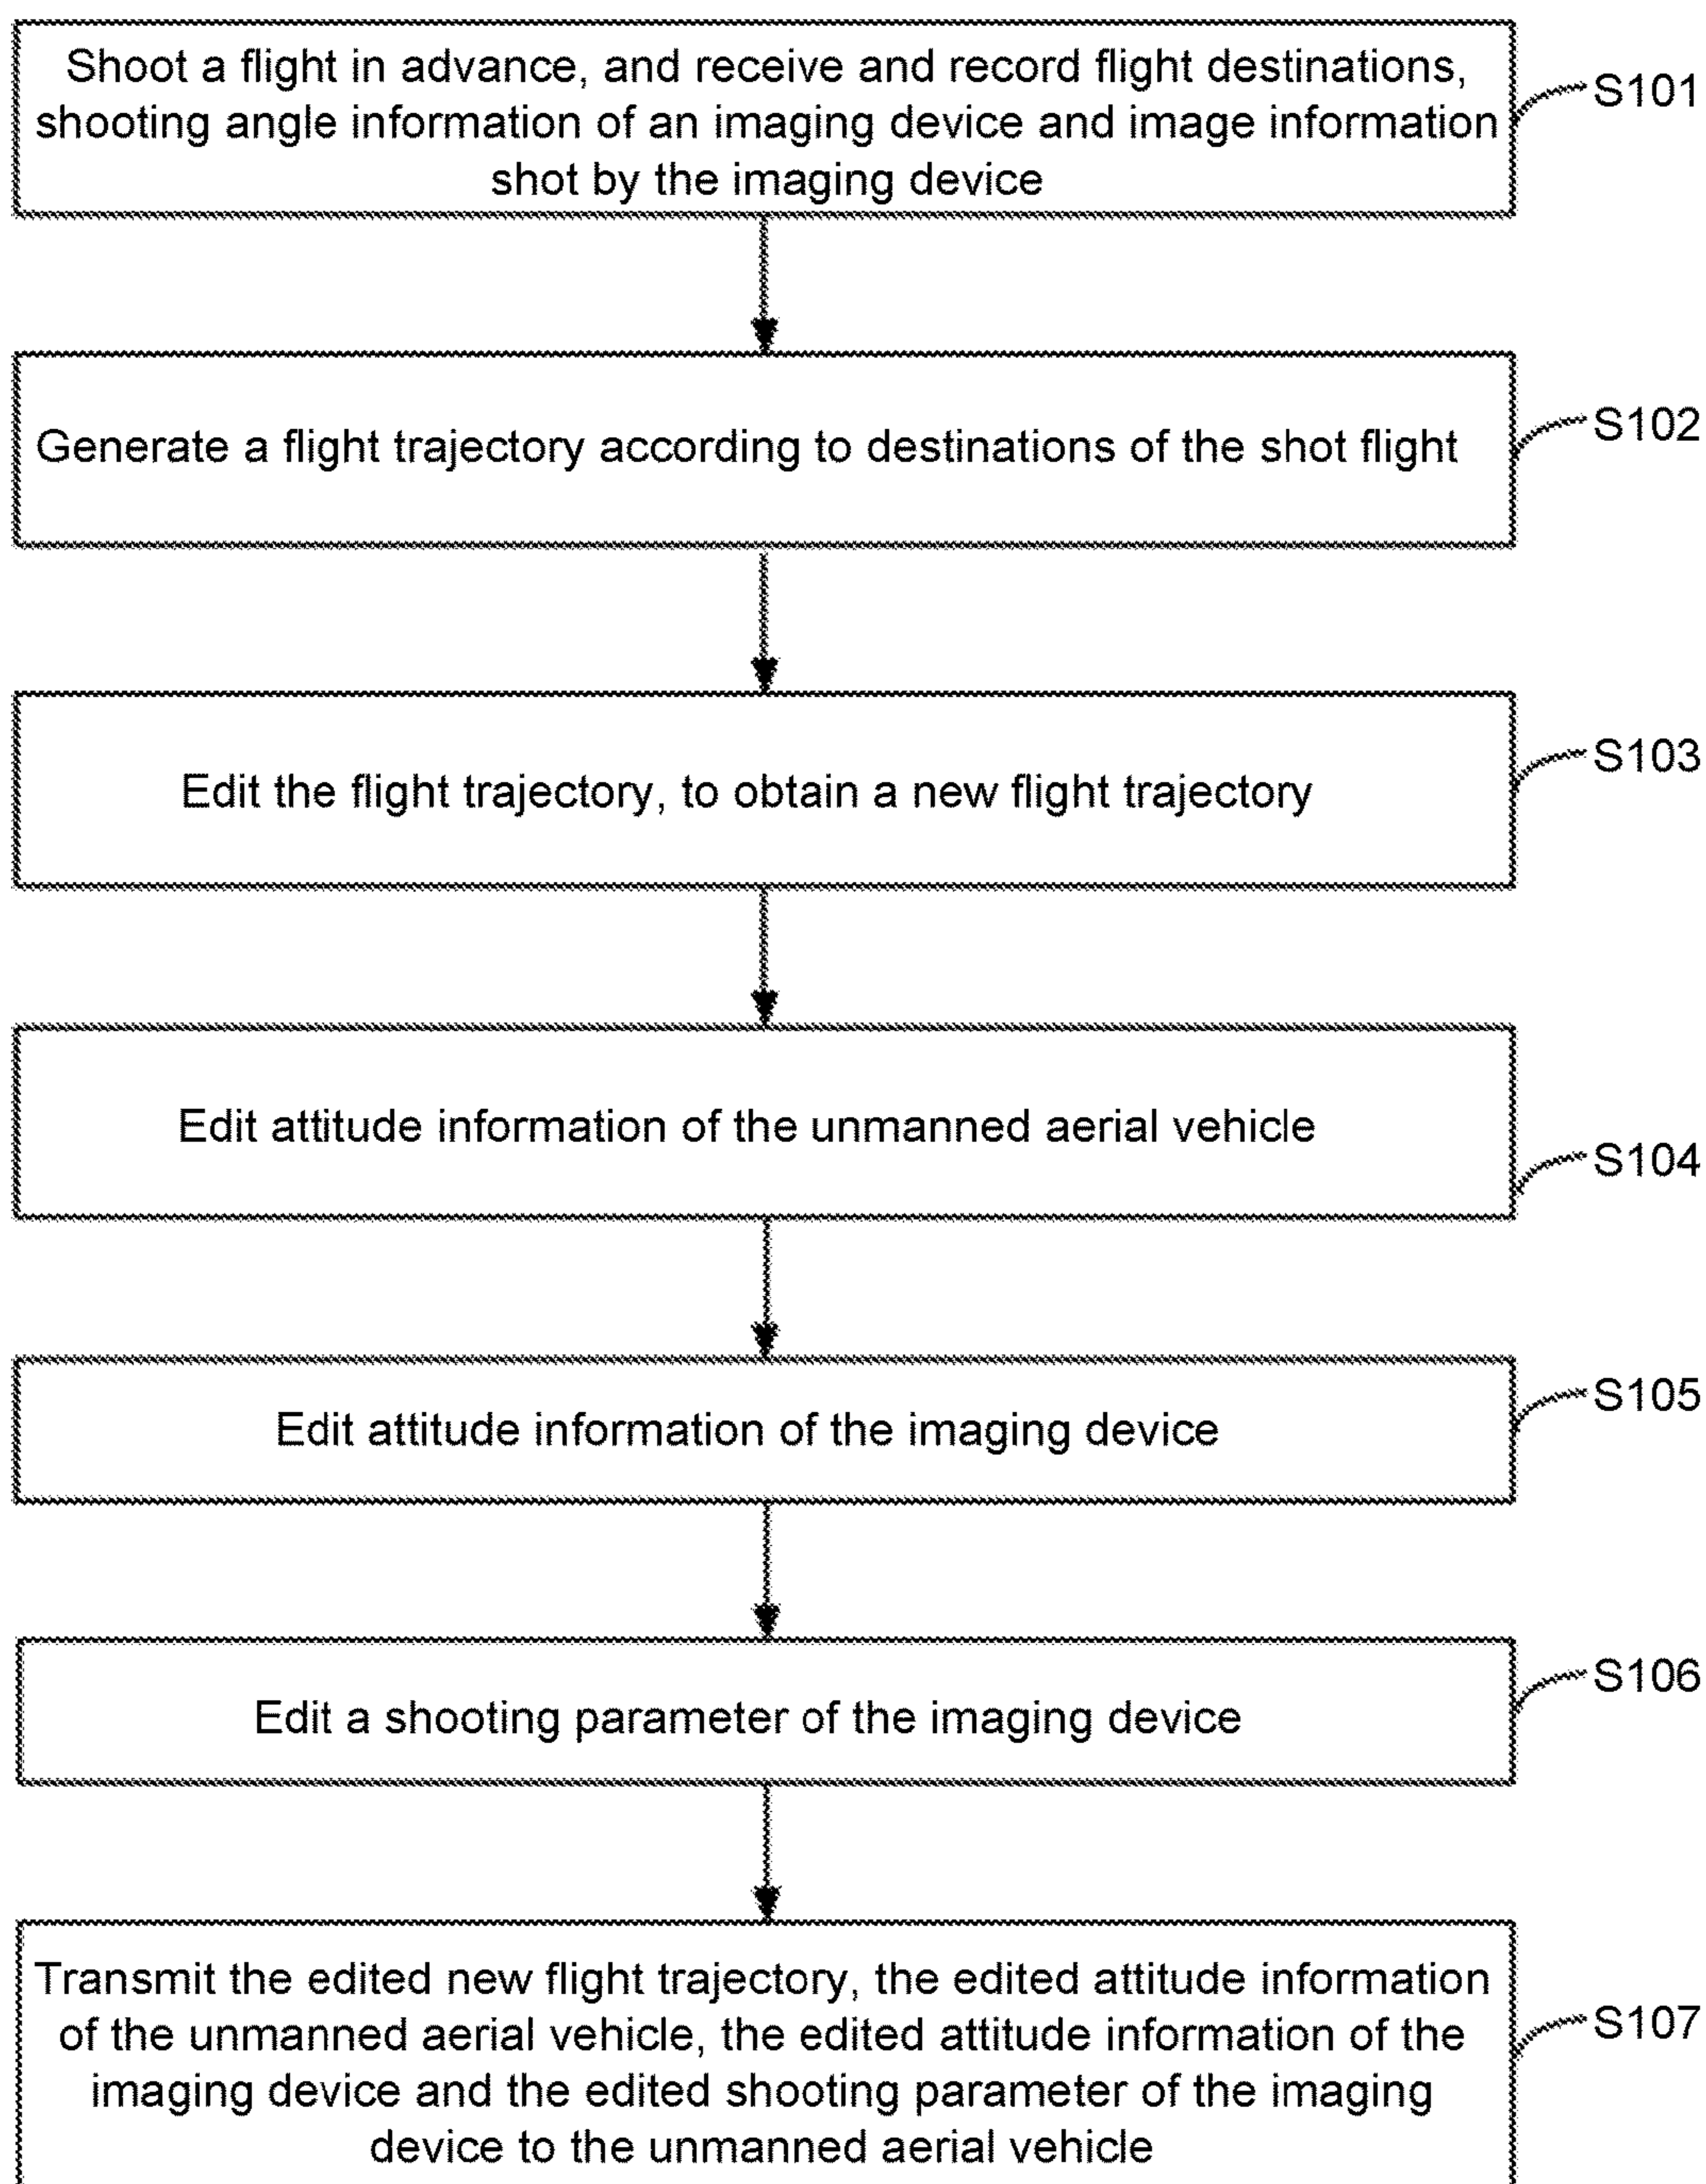 Shoot a flight in advance, and receive and record flight destinations,
shooting angle information of an imaging device and image information
shot by the imaging device
S101
Generate a flight trajectory according to destinations of the shot flight
S102
Edit the flight trajectory, to obtain a new flight trajectory
S103
Edit attitude information of the unmanned aerial vehicle
S104
Edit attitude information of the imaging device
S105
Edit a shooting parameter of the imaging device
S106
Transmit the edited new flight trajectory, the edited attitude information
of the unmanned aerial vehicle, the edited attitude information of the
imaging device and the edited shooting parameter of the imaging
device to the unmanned aerial vehicle
S107